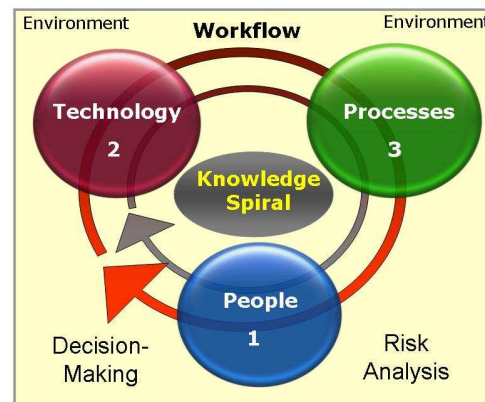 Environment
Environment
Workflow
Technology
2
Processes
3
Knowledge
Spiral
People
1
Decision-
Making
Risk
Analysis